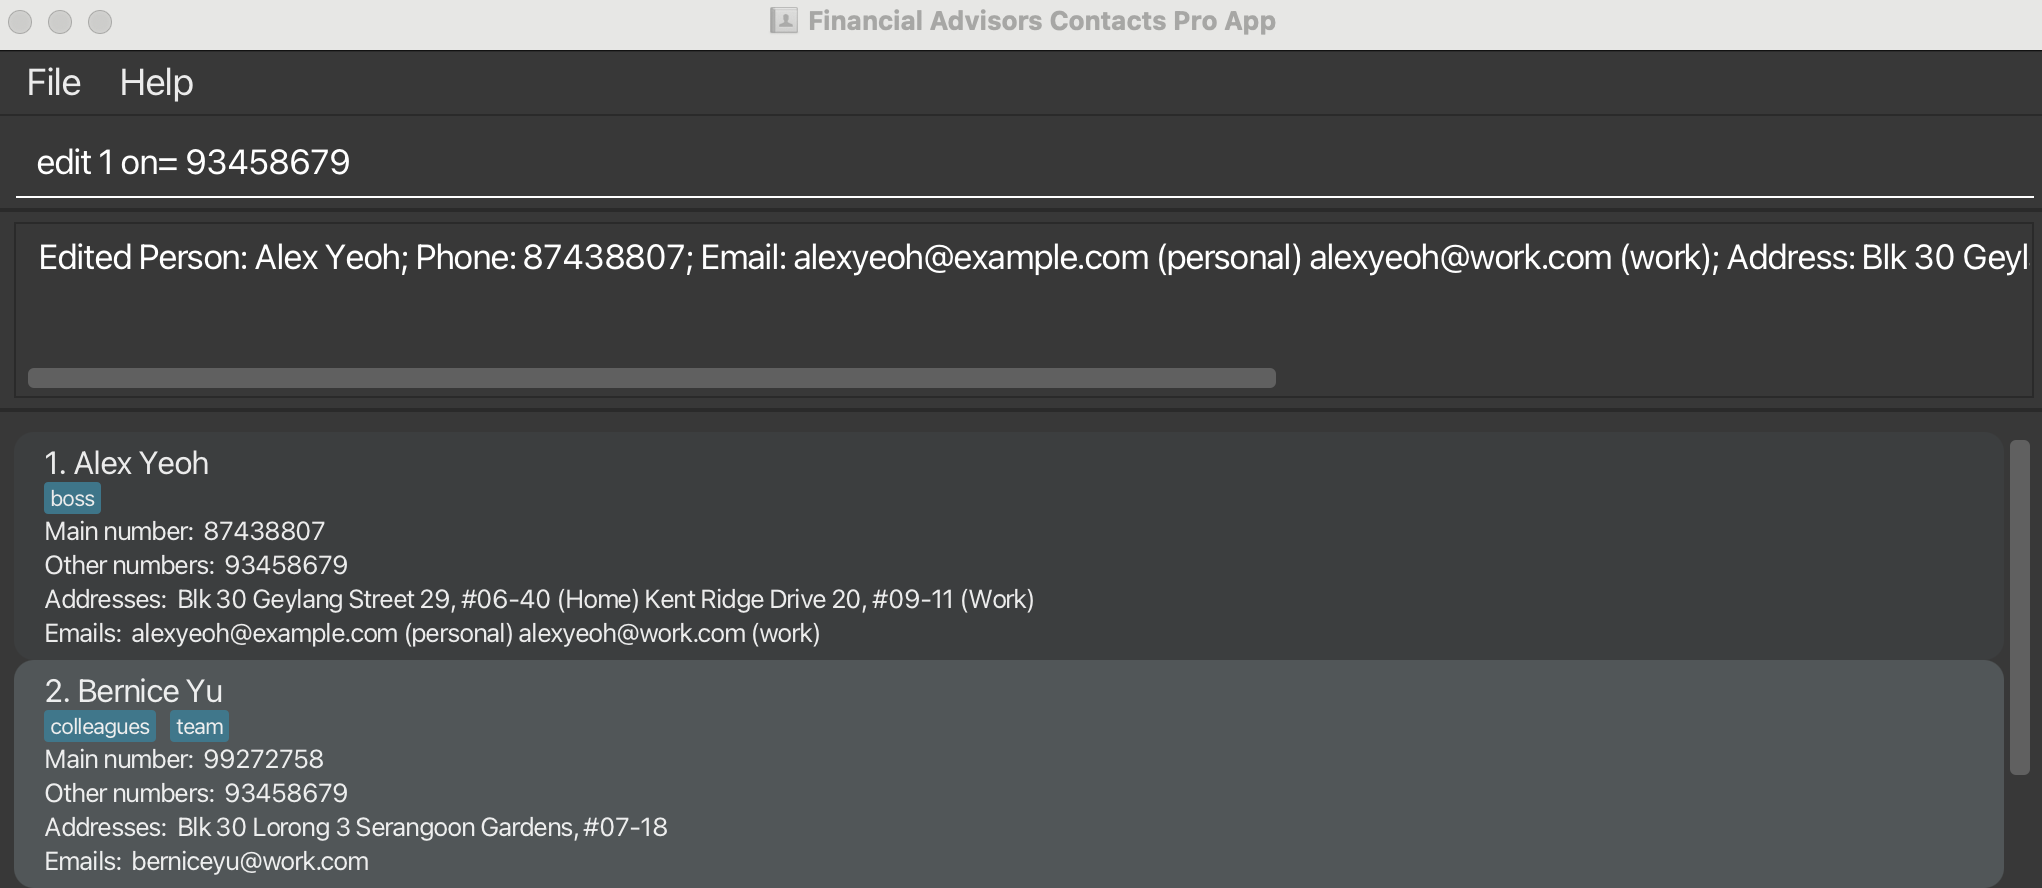 Financial Advisors Contacts Pro App
File Help
edit 1 on= 93458679
Edited Person: Alex Yeoh; Phone: 87438807; Email: alexyeoh@example.com (personal) alexyeoh@work.com (work); Address: Blk 30 Geyl
1. Alex Yeoh
boss
Main number: 87438807
Other numbers: 93458679
Addresses: Blk 30 Geylang Street 29, #06-40 (Home) Kent Ridge Drive 20, #09-11 (Work)
Emails: alexyeoh@example.com (personal) alexyeoh@work.com (work)
2. Bernice Yu
colleagues team
Main number: 99272758
Other numbers: 93458679
Addresses: Blk 30 Lorong 3 Serangoon Gardens, #07-18
Emails: berniceyu@work.com